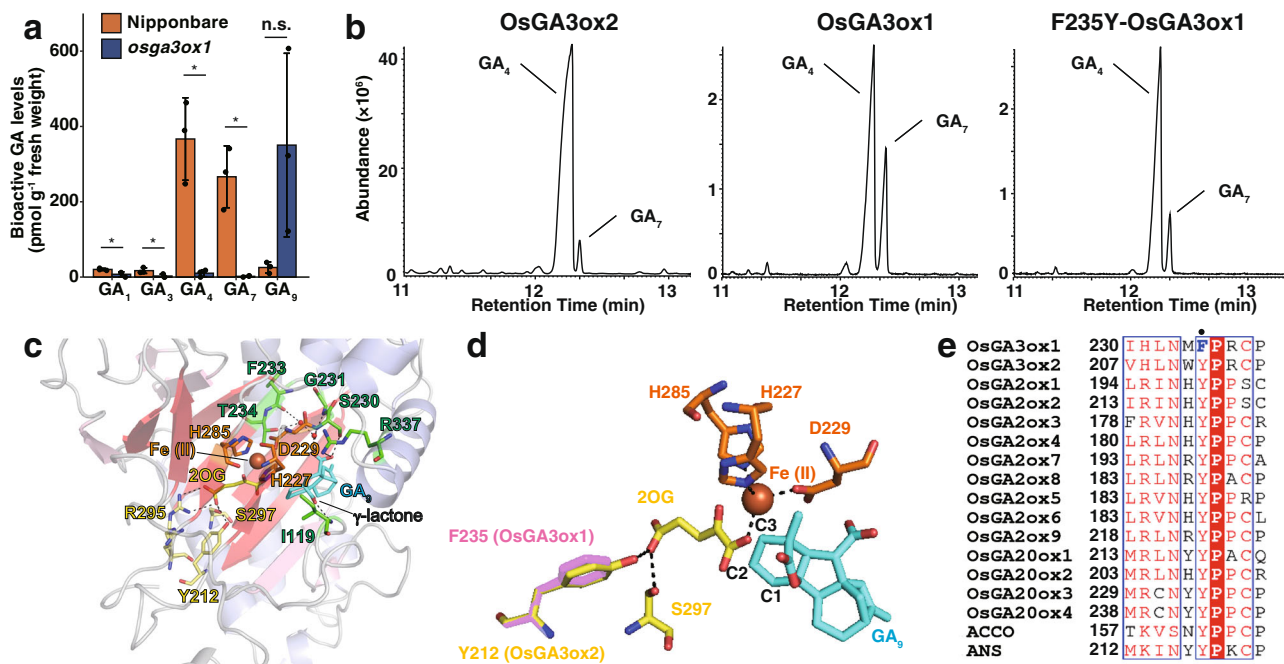 a
Nipponbare
osga3ox1
n.s.
Bioactive GA levels
(pmol g⁻¹ fresh weight)
600
400
200
0
*
*
*
*
GA₁ GA₃ GA₄ GA₇ GA₉
b
OsGA3ox2
Abundance (×10⁶)
40
20
0
GA₄
GA₇
11 12 13
Retention Time (min)
OsGA3ox1
2
1
0
GA₄
GA₇
11 12 13
Retention Time (min)
F235Y-OsGA3ox1
2
1
0
GA₄
GA₇
11 12 13
Retention Time (min)
c
F233
G231
T234
S230
H285
R337
D229
Fe (II)
2OG
H227
GA₉
R295
S297
γ-lactone
I119
Y212
d
H285
H227
D229
Fe (II)
2OG
C3
F235 (OsGA3ox1)
C2
C1
S297
GA₉
Y212 (OsGA3ox2)
e
OsGA3ox1 230 IHLNMFPRCP
OsGA3ox2 207 VHLNWYPRCP
OsGA2ox1 194 LRINHYPPSC
OsGA2ox2 213 IRINHYPPSC
OsGA2ox3 178 FRVNHYPPCR
OsGA2ox4 180 LRLNHYPPCP
OsGA2ox7 193 LRLNRYPPCA
OsGA2ox8 183 LRLNRYPACP
OsGA2ox5 183 LRVNHYPPRP
OsGA2ox6 183 LRVNHYPPCL
OsGA2ox9 218 LRLNRYPPCP
OsGA20ox1 213 MRLNYYPACQ
OsGA20ox2 203 MRLNHYPPCR
OsGA20ox3 229 MRCNYYPPCP
OsGA20ox4 238 MRCNYYPPCP
ACCO 157 TKVSNYPPCP
ANS 212 MKINYYPKCP